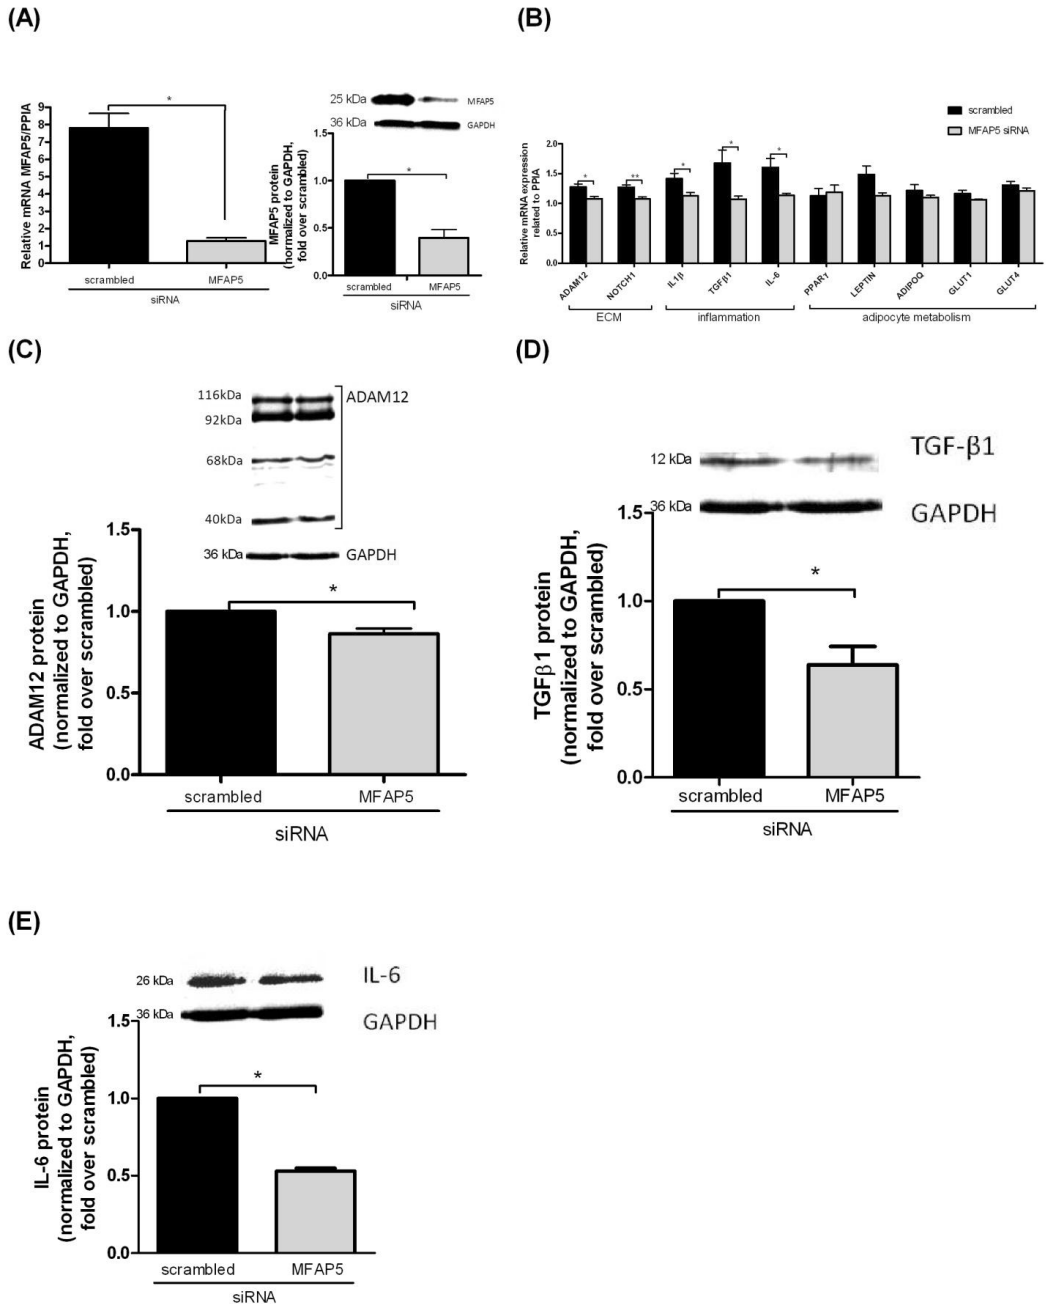 (A)
Relative mRNA MFAP5/PPIA
9
8
7
6
5
4
3
2
1
0
*
scrambled MFAP5
siRNA
25 kDa MFAP5
36 kDa GAPDH
MFAP5 protein
(normalized to GAPDH,
fold over scrambled)
1.5
1.0
0.5
0.0
*
scrambled MFAP5
siRNA
(B)
scrambled
MFAP5 siRNA
Relative mRNA expression
related to PPIA
2.0
1.5
1.0
0.5
0.0
* ** * * *
ADAM12 NOTCH1 IL1β TGFβ1 IL-6 PPARγ LEPTIN ADIPOQ GLUT1 GLUT4
ECM inflammation adipocyte metabolism
(C)
116kDa
92kDa
68kDa
40kDa
ADAM12
36 kDa GAPDH
ADAM12 protein
(normalized to GAPDH,
fold over scrambled)
1.5
1.0
0.5
0.0
*
scrambled MFAP5
siRNA
(D)
12 kDa TGF-β1
36 kDa GAPDH
TGFβ1 protein
(normalized to GAPDH,
fold over scrambled)
1.5
1.0
0.5
0.0
*
scrambled MFAP5
siRNA
(E)
26 kDa IL-6
36 kDa GAPDH
IL-6 protein
(normalized to GAPDH,
fold over scrambled)
1.5
1.0
0.5
0.0
*
scrambled MFAP5
siRNA